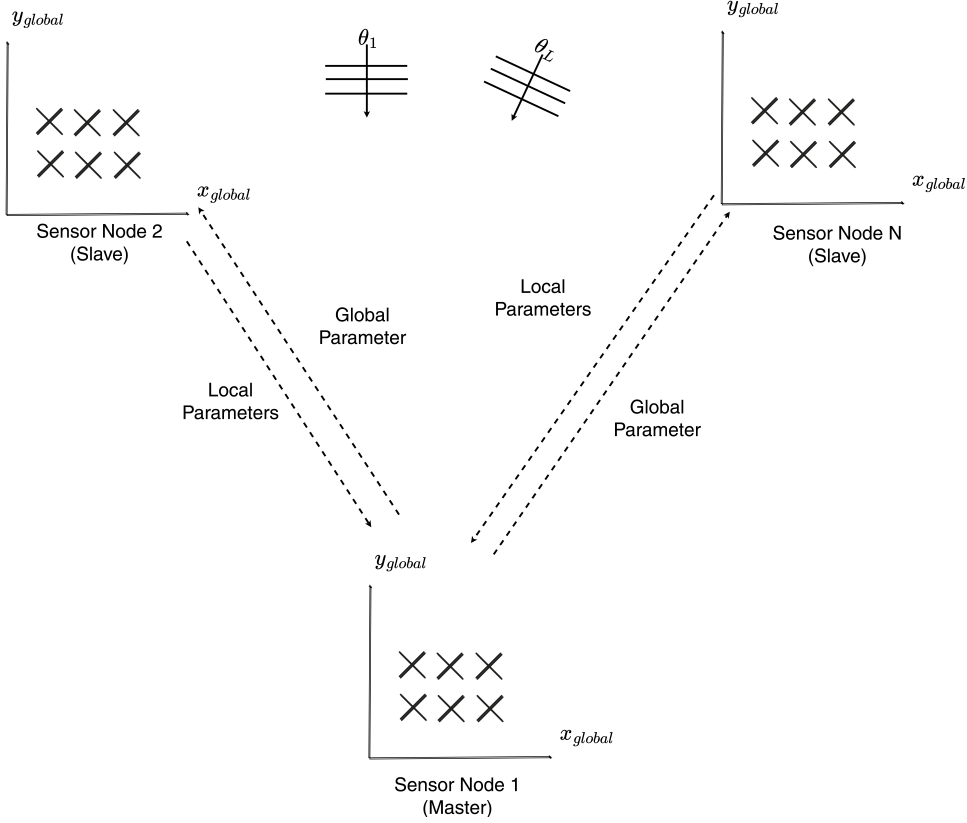 y_global
θ_1
θ_L
y_global
x_global
x_global
Sensor Node 2
(Slave)
Sensor Node N
(Slave)
Local
Parameters
Global
Parameter
Local
Parameters
Global
Parameter
y_global
x_global
Sensor Node 1
(Master)